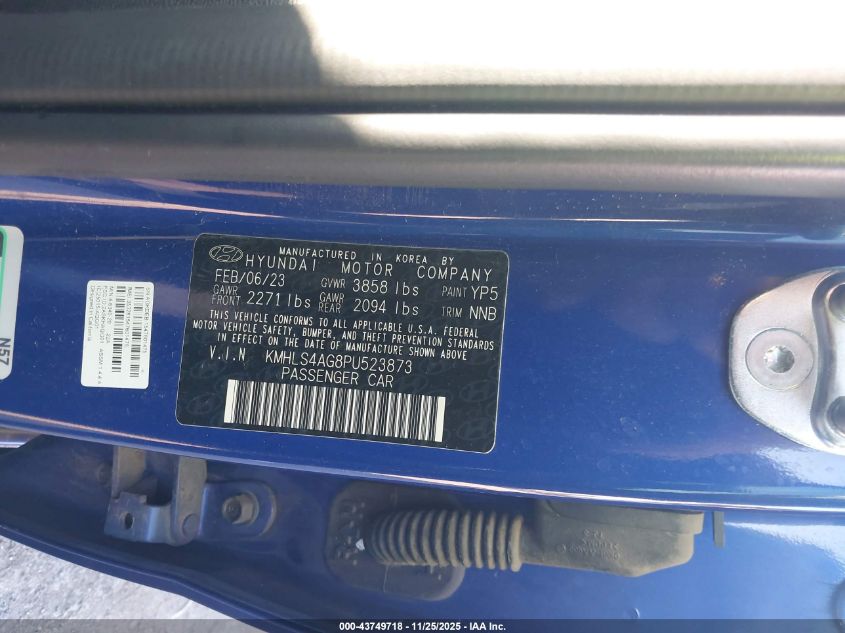 MANUFACTURED IN KOREA BY
HYUNDAI MOTOR COMPANY
FEB/06/23 GVWR 3858 lbs PAINT YP5
GAWR FRONT 2271 lbs GAWR REAR 2094 lbs TRIM NNB
THIS VEHICLE CONFORMS TO ALL APPLICABLE U.S. FEDERAL
MOTOR VEHICLE SAFETY, BUMPER, AND THEFT PREVENTION
STANDARDS IN EFFECT ON THE DATE OF MANUFACTURE SHOWN ABOVE.
V.I.N KMHLS4AG8PU523873
PASSENGER CAR
N57
000-43749718 - 11/25/2025 - IAA Inc.